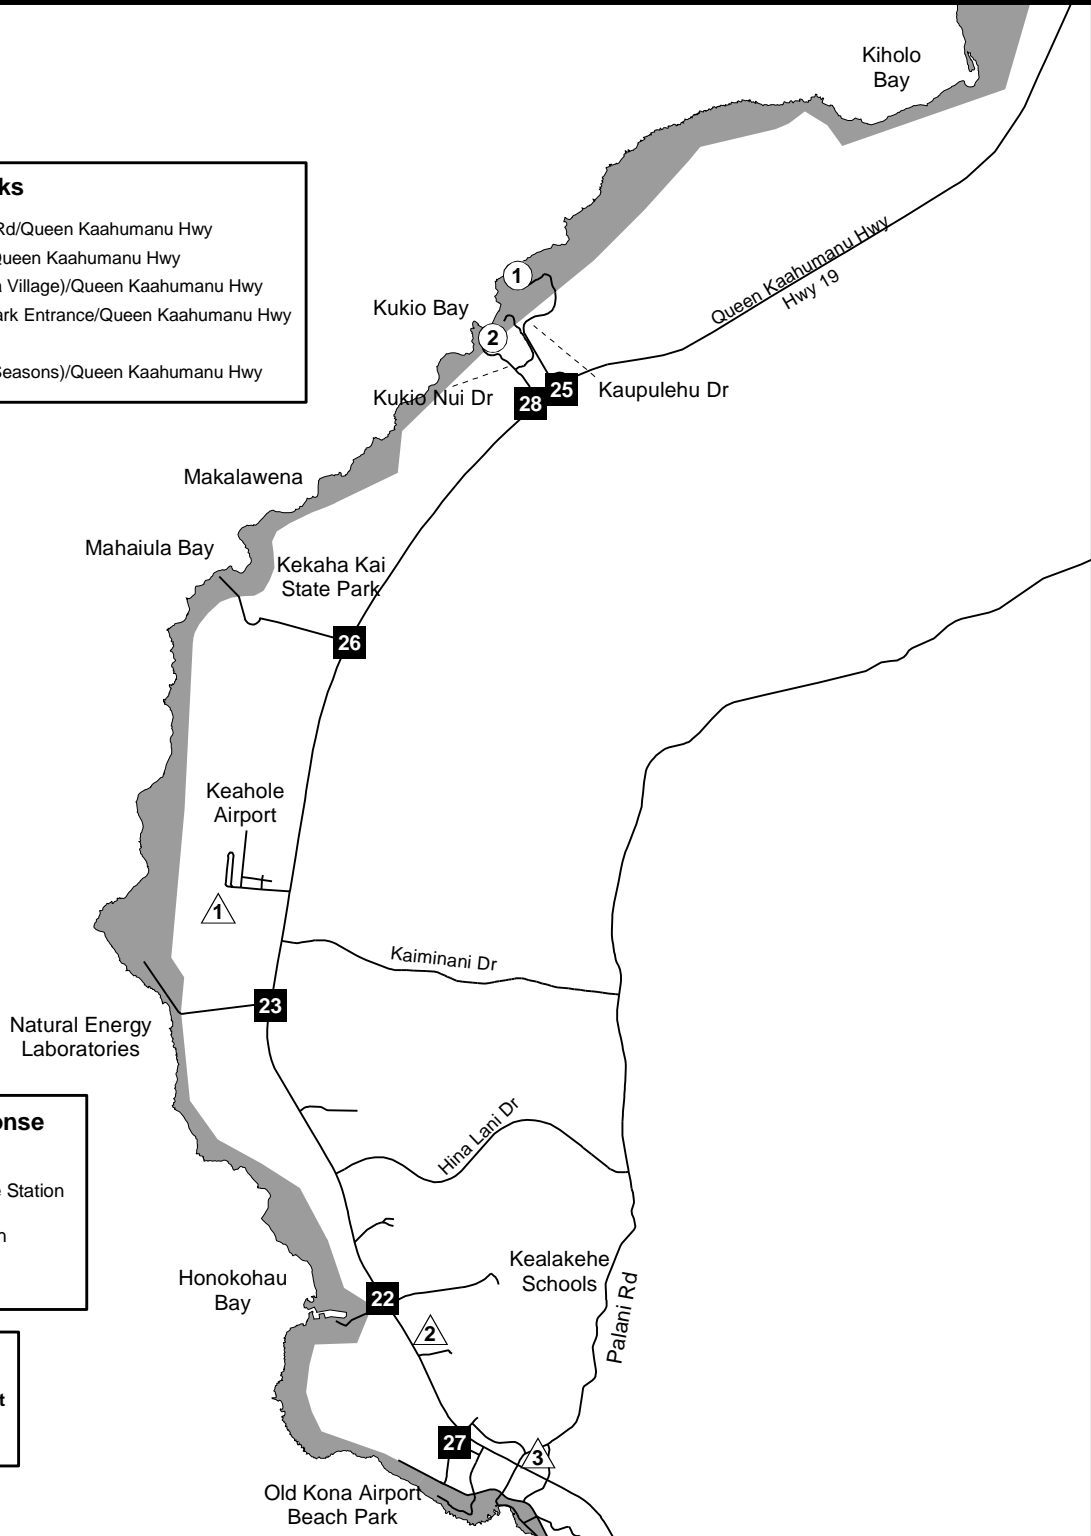 Kiholo
Bay
ks
Rd/Queen Kaahumanu Hwy
Queen Kaahumanu Hwy
Village)/Queen Kaahumanu Hwy
ark Entrance/Queen Kaahumanu Hwy
Seasons)/Queen Kaahumanu Hwy
Queen Kaahumanu Hwy
Hwy 19
1
Kukio Bay
2
25
28
Kukio Nui Dr
Kaupulehu Dr
Makalawena
Mahaiula Bay
Kekaha Kai
State Park
26
Keahole
Airport
1
Kaiminani Dr
23
Natural Energy
Laboratories
onse
Station
n
t
Hina Lani Dr
Kealakehe
Schools
Honokohau
Bay
22
2
Palani Rd
27
3
Old Kona Airport
Beach Park